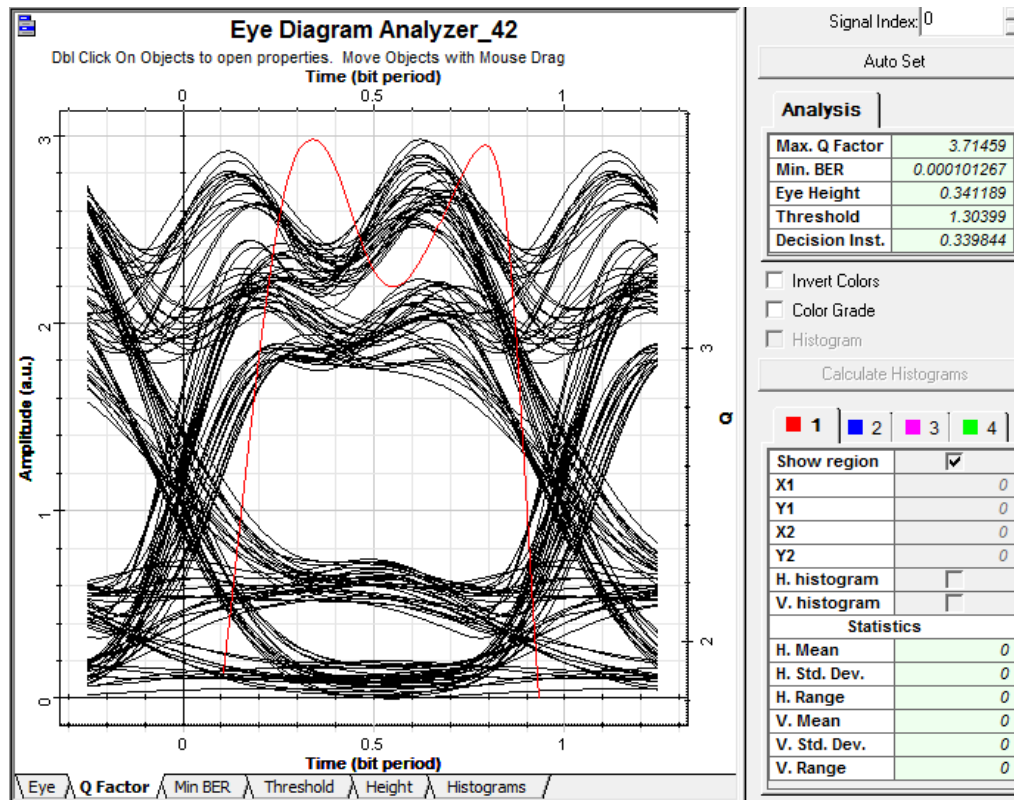 Eye Diagram Analyzer_42
Dbl Click On Objects to open properties. Move Objects with Mouse Drag
Time (bit period)
0 0.5 1
3
2
1
0
Amplitude (a.u.)
3
2
Q
0 0.5 1
Time (bit period)
Eye Q Factor Min BER Threshold Height Histograms
Signal Index: 0
Auto Set
Analysis
Max. Q Factor 3.71459
Min. BER 0.000101267
Eye Height 0.341189
Threshold 1.30399
Decision Inst. 0.339844
Invert Colors
Color Grade
Histogram
Calculate Histograms
1 2 3 4
Show region
X1 0
Y1 0
X2 0
Y2 0
H. histogram
V. histogram
Statistics
H. Mean 0
H. Std. Dev. 0
H. Range 0
V. Mean 0
V. Std. Dev. 0
V. Range 0